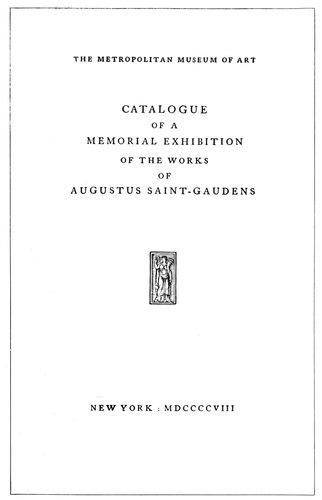 THE METROPOLITAN MUSEUM OF ART
CATALOGUE
OF A
MEMORIAL EXHIBITION
OF THE WORKS
OF
AUGUSTUS SAINT-GAUDENS
NEW YORK : MDCCCCVIII